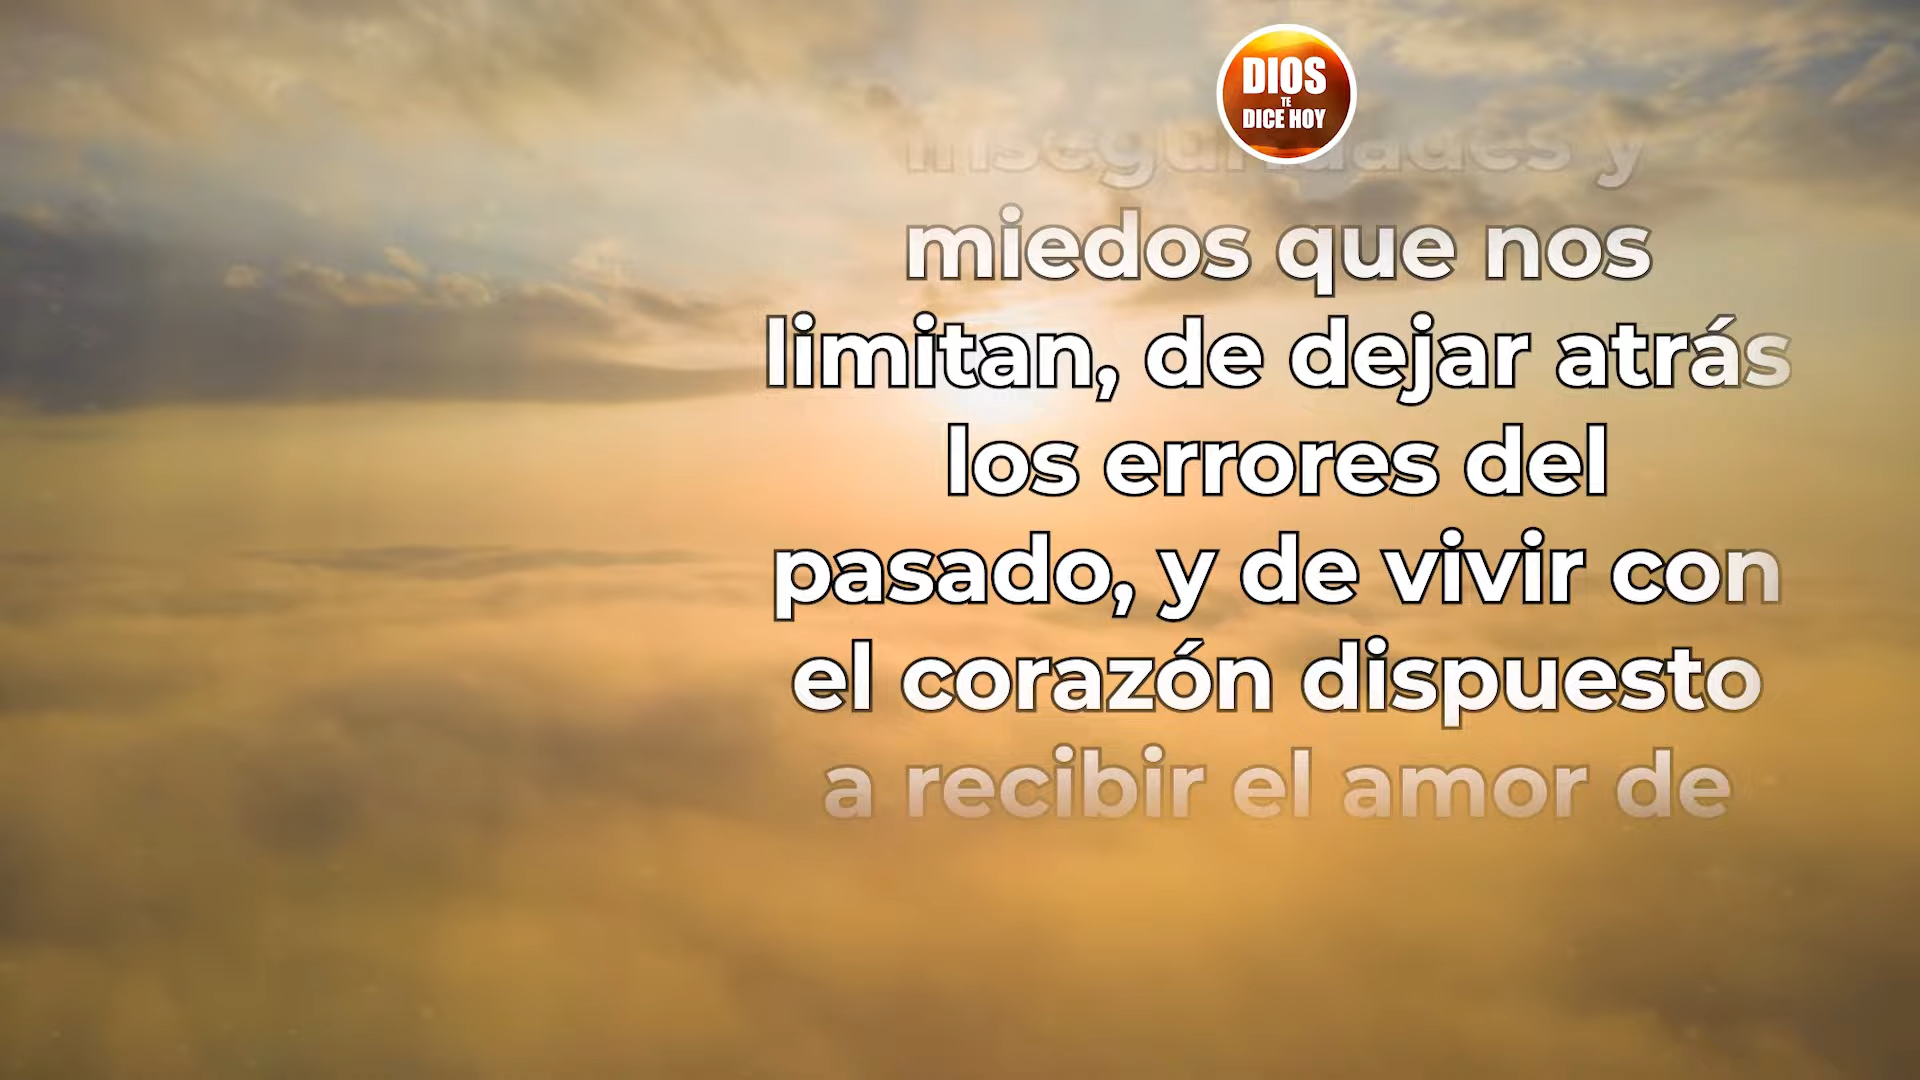 DIOS
TE
DICE HOY
inseguridades y
miedos que nos
limitan, de dejar atrás
los errores del
pasado, y de vivir con
el corazón dispuesto
a recibir el amor de